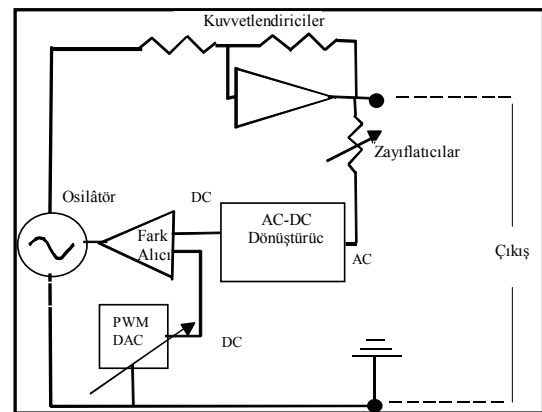 Kuvvetlendiriciler
Zayıflatıcılar
Osilâtör
DC
Fark
Alıcı
AC-DC
Dönüştürüc
AC
Çıkış
PWM
DAC
DC